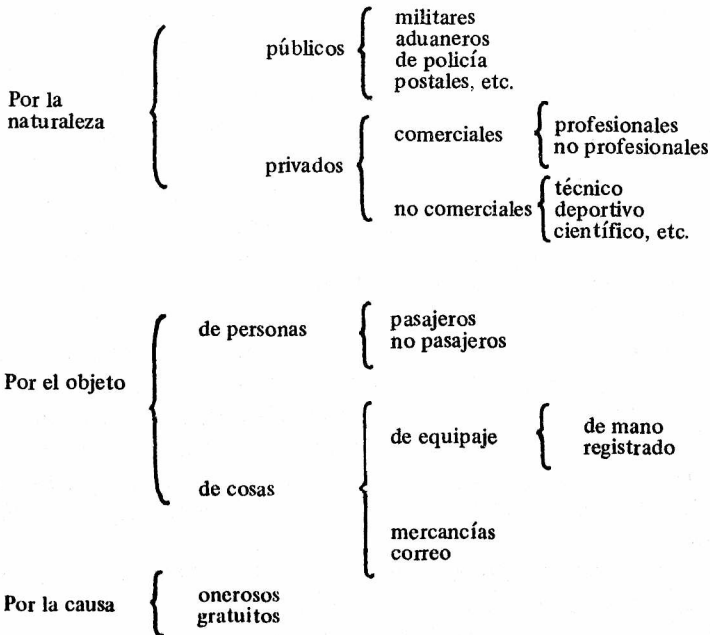 Por la
naturaleza
públicos
militares
aduaneros
de policía
postales, etc.
privados
comerciales
profesionales
no profesionales
no comerciales
técnico
deportivo
científico, etc.
Por el objeto
de personas
pasajeros
no pasajeros
de cosas
de equipaje
de mano
registrado
mercancías
correo
Por la causa
onerosos
gratuitos